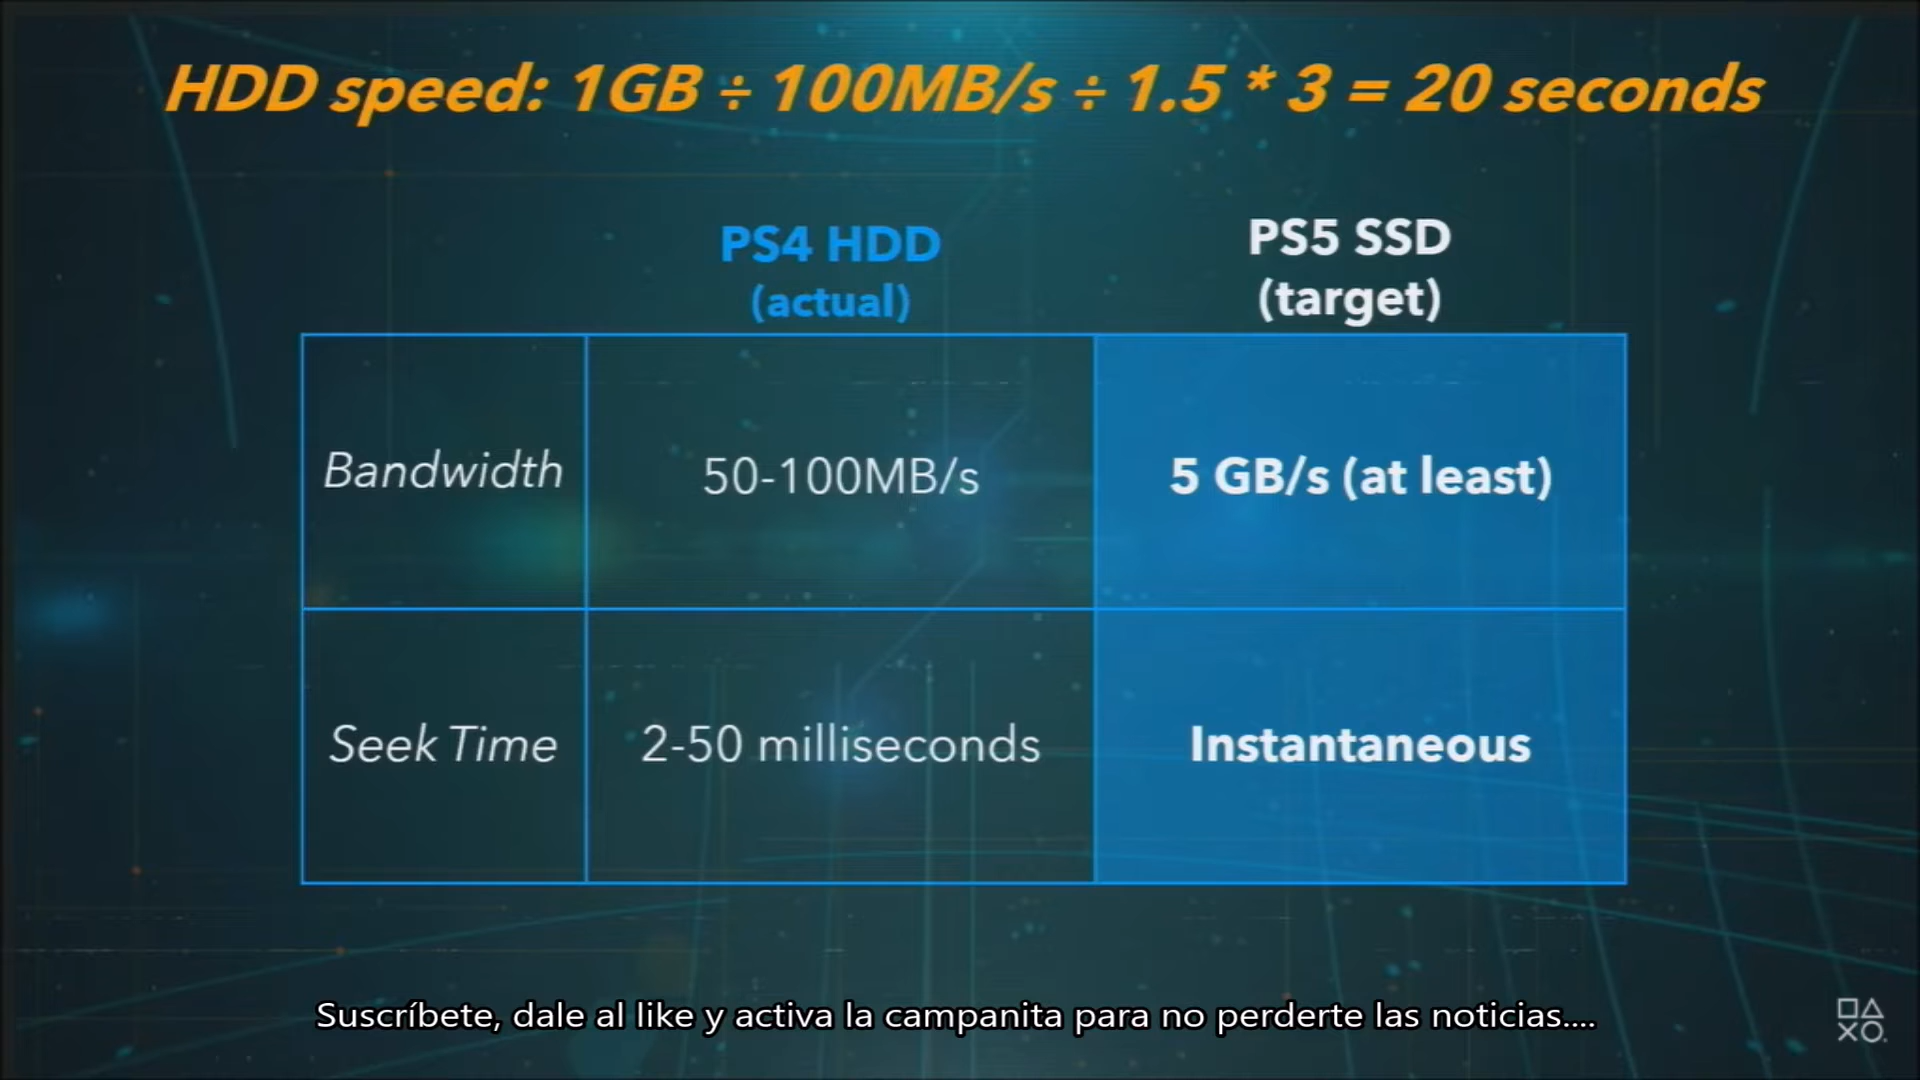 HDD speed: 1GB ÷ 100MB/s ÷ 1.5 * 3 = 20 seconds
PS4 HDD
(actual)
PS5 SSD
(target)
Bandwidth
50-100MB/s
5 GB/s (at least)
Seek Time
2-50 milliseconds
Instantaneous
Suscríbete, dale al like y activa la campanita para no perderte las noticias....